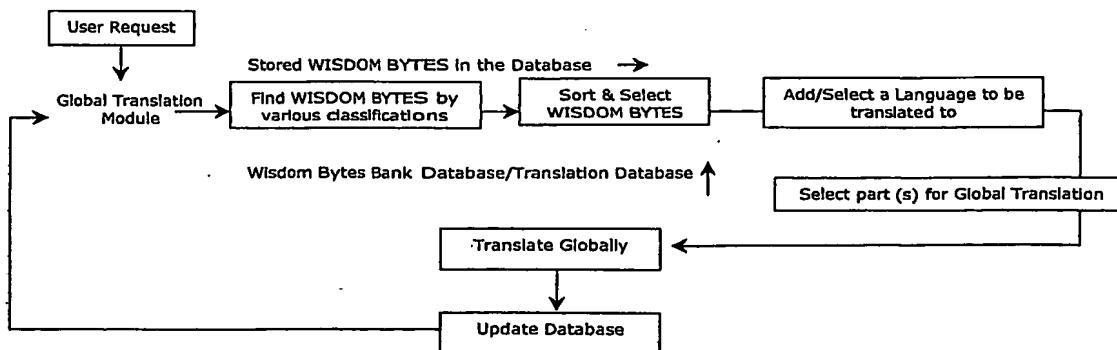 User Request
Stored WISDOM BYTES in the Database
Global Translation
Module
Find WISDOM BYTES by
various classifications
Sort & Select
WISDOM BYTES
Add/Select a Language to be
translated to
Wisdom Bytes Bank Database/Translation Database
Select part (s) for Global Translation
Translate Globally
Update Database